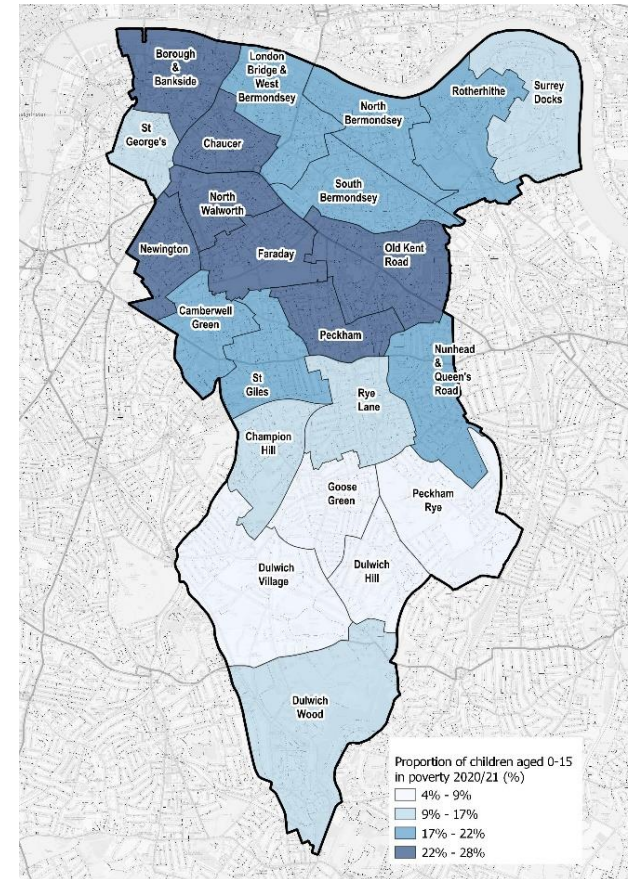 Borough
&
Bankside
London
Bridge &
West
Bermondsey
North
Bermondsey
Rotherhithe
Surrey
Docks
St
George's
Chaucer
South
Bermondsey
North
Walworth
Newington
Faraday
Old Kent
Road
Camberwell
Green
Peckham
Nunhead
&
Queen's
Road
St
Giles
Rye
Lane
Champion
Hill
Goose
Green
Peckham
Rye
Dulwich
Village
Dulwich
Hill
Dulwich
Wood
Proportion of children aged 0-15
in poverty 2020/21 (%)
4% - 9%
9% - 17%
17% - 22%
22% - 28%